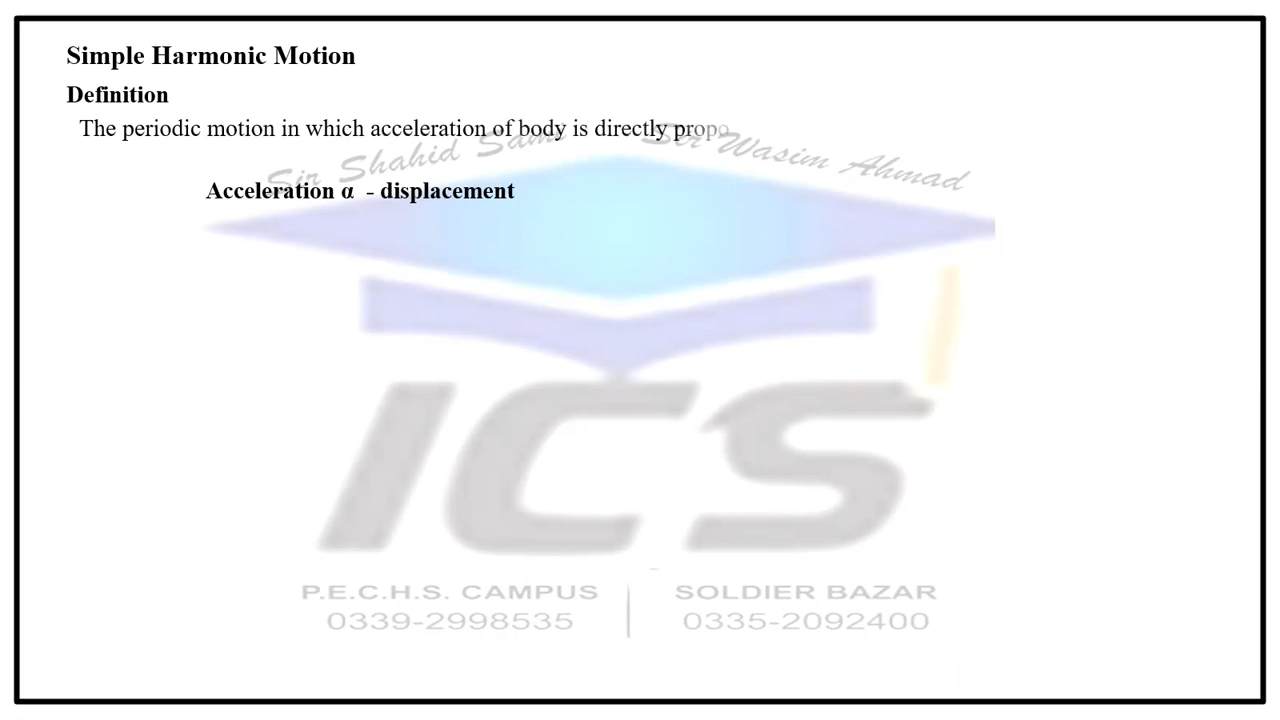 Simple Harmonic Motion
Definition
The periodic motion in which acceleration of body is directly propo
Sir Shahid Sami Sir Wasim Ahmad
Acceleration α - displacement
ICS
P.E.C.H.S. CAMPUS SOLDIER BAZAR
0339-2998535 0335-2092400